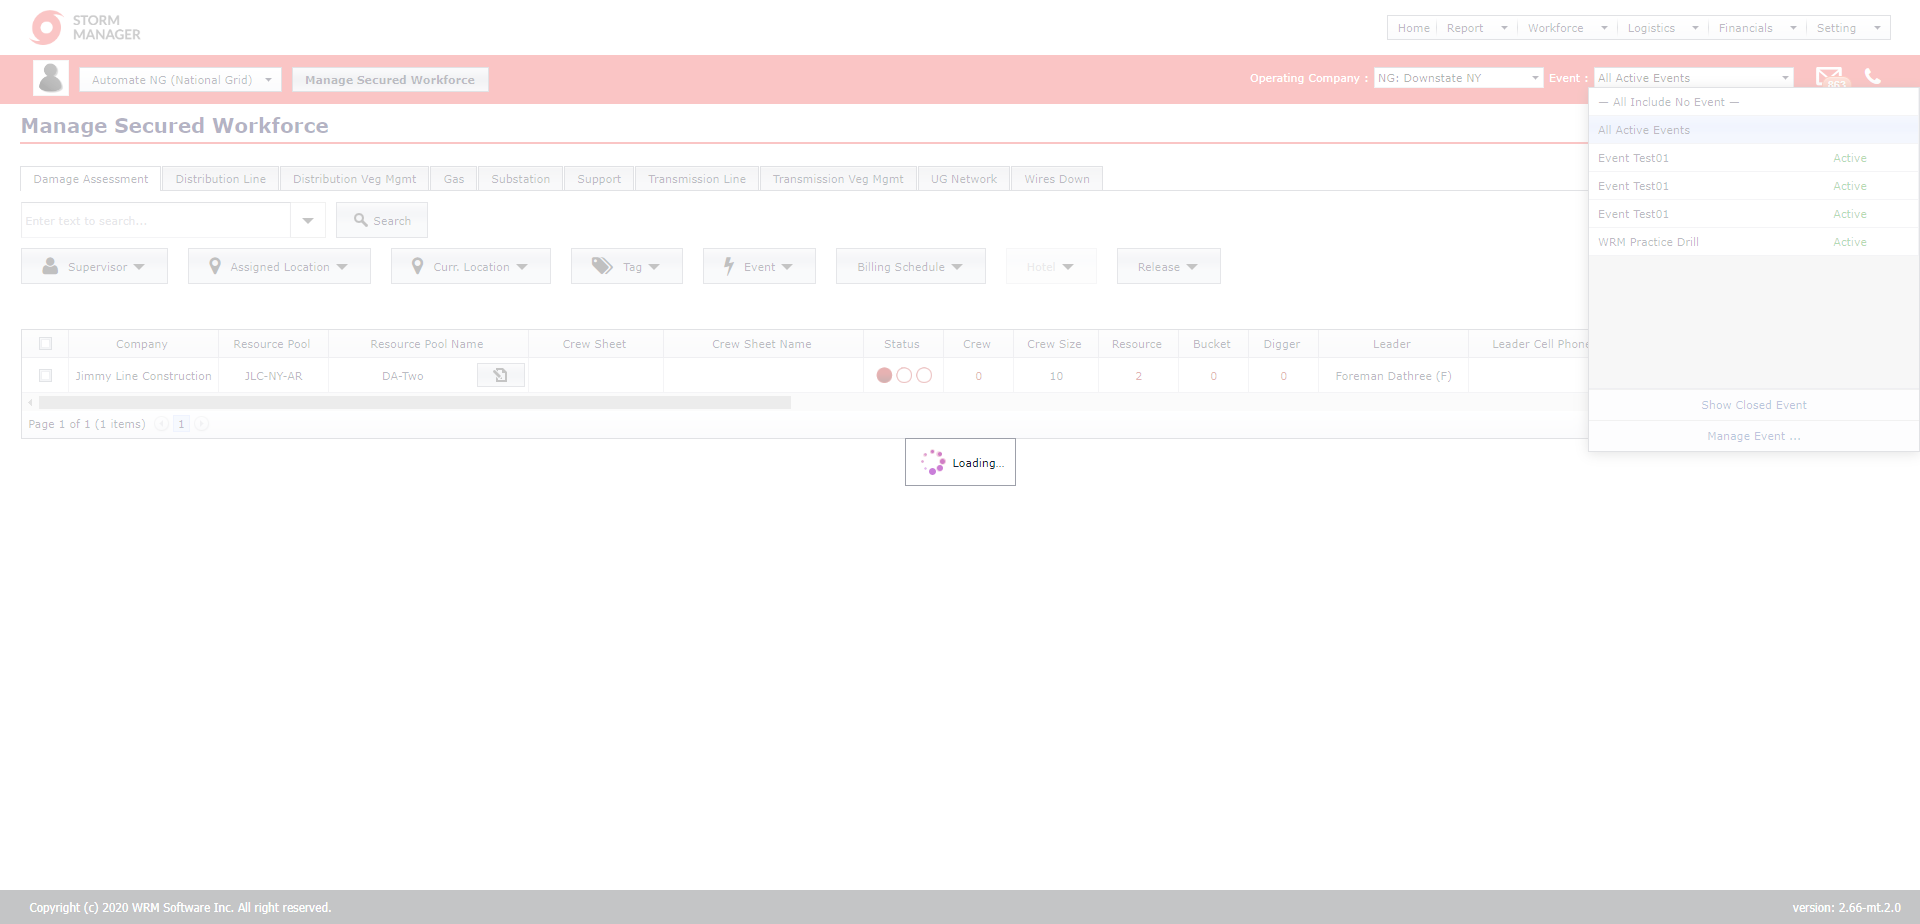 STORM
MANAGER
Home Report Workforce Logistics Financials Setting
Automate NG (National Grid) Manage Secured Workforce Operating Company : NG: Downstate NY Event : All Active Events 863
— All Include No Event —
Manage Secured Workforce
All Active Events
Event Test01 Active
Event Test01 Active
Event Test01 Active
WRM Practice Drill Active
Show Closed Event
Manage Event ...
Damage Assessment Distribution Line Distribution Veg Mgmt Gas Substation Support Transmission Line Transmission Veg Mgmt UG Network Wires Down
Enter text to search... Search
Supervisor Assigned Location Curr. Location Tag Event Billing Schedule Hotel Release
Company Resource Pool Resource Pool Name Crew Sheet Crew Sheet Name Status Crew Crew Size Resource Bucket Digger Leader Leader Cell Phone
Jimmy Line Construction JLC-NY-AR DA-Two 0 10 2 0 0 Foreman Dathree (F)
Page 1 of 1 (1 items) 1
Loading...
Copyright (c) 2020 WRM Software Inc. All right reserved. version: 2.66-mt.2.0